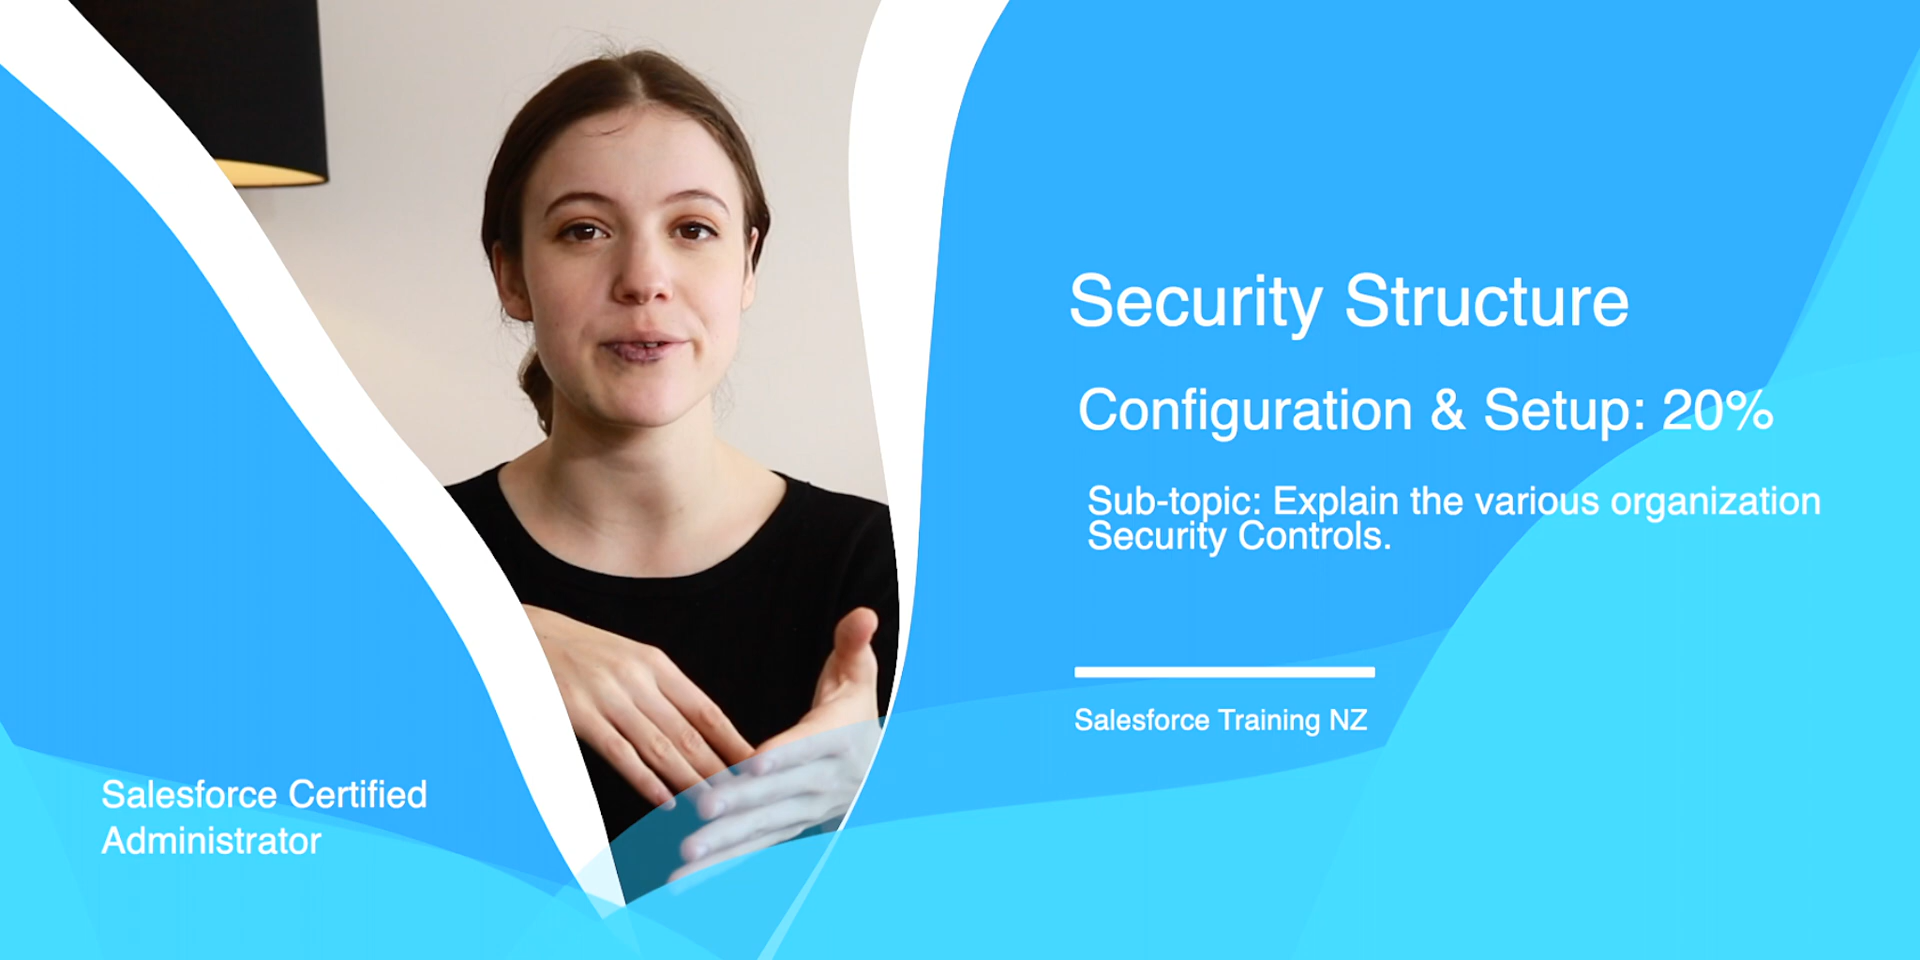 Security Structure
Configuration & Setup: 20%
Sub-topic: Explain the various organization
Security Controls.
Salesforce Training NZ
Salesforce Certified
Administrator